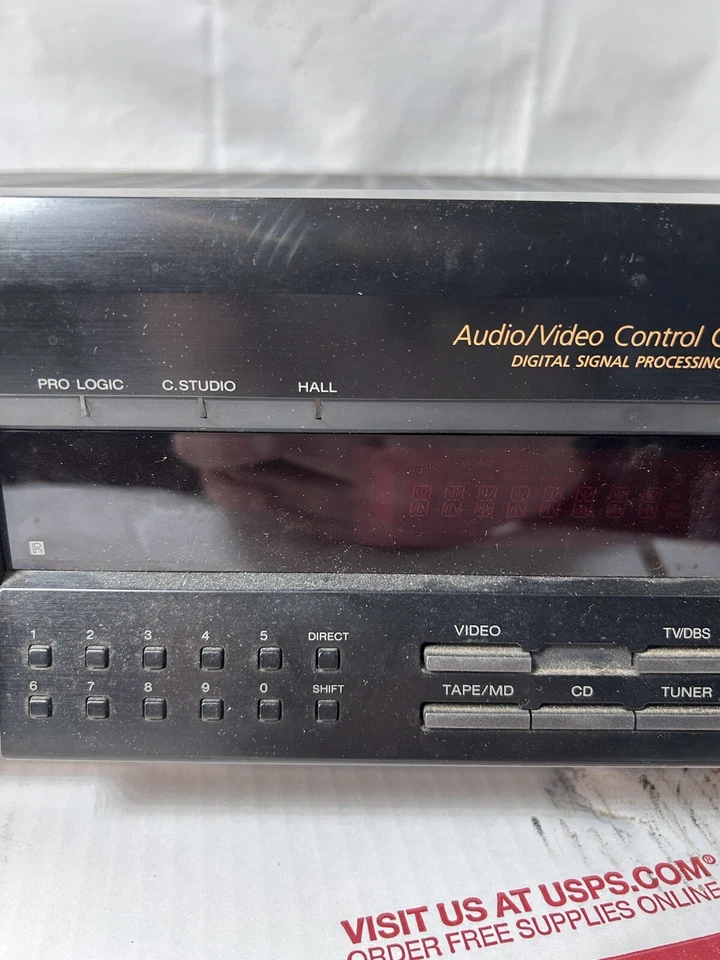 Audio/Video Control C
DIGITAL SIGNAL PROCESSING
PRO LOGIC C.STUDIO HALL
1 2 3 4 5 DIRECT
VIDEO TV/DBS
6 7 8 9 0 SHIFT
TAPE/MD CD TUNER
VISIT US AT USPS.COM®
ORDER FREE SUPPLIES ONLINE